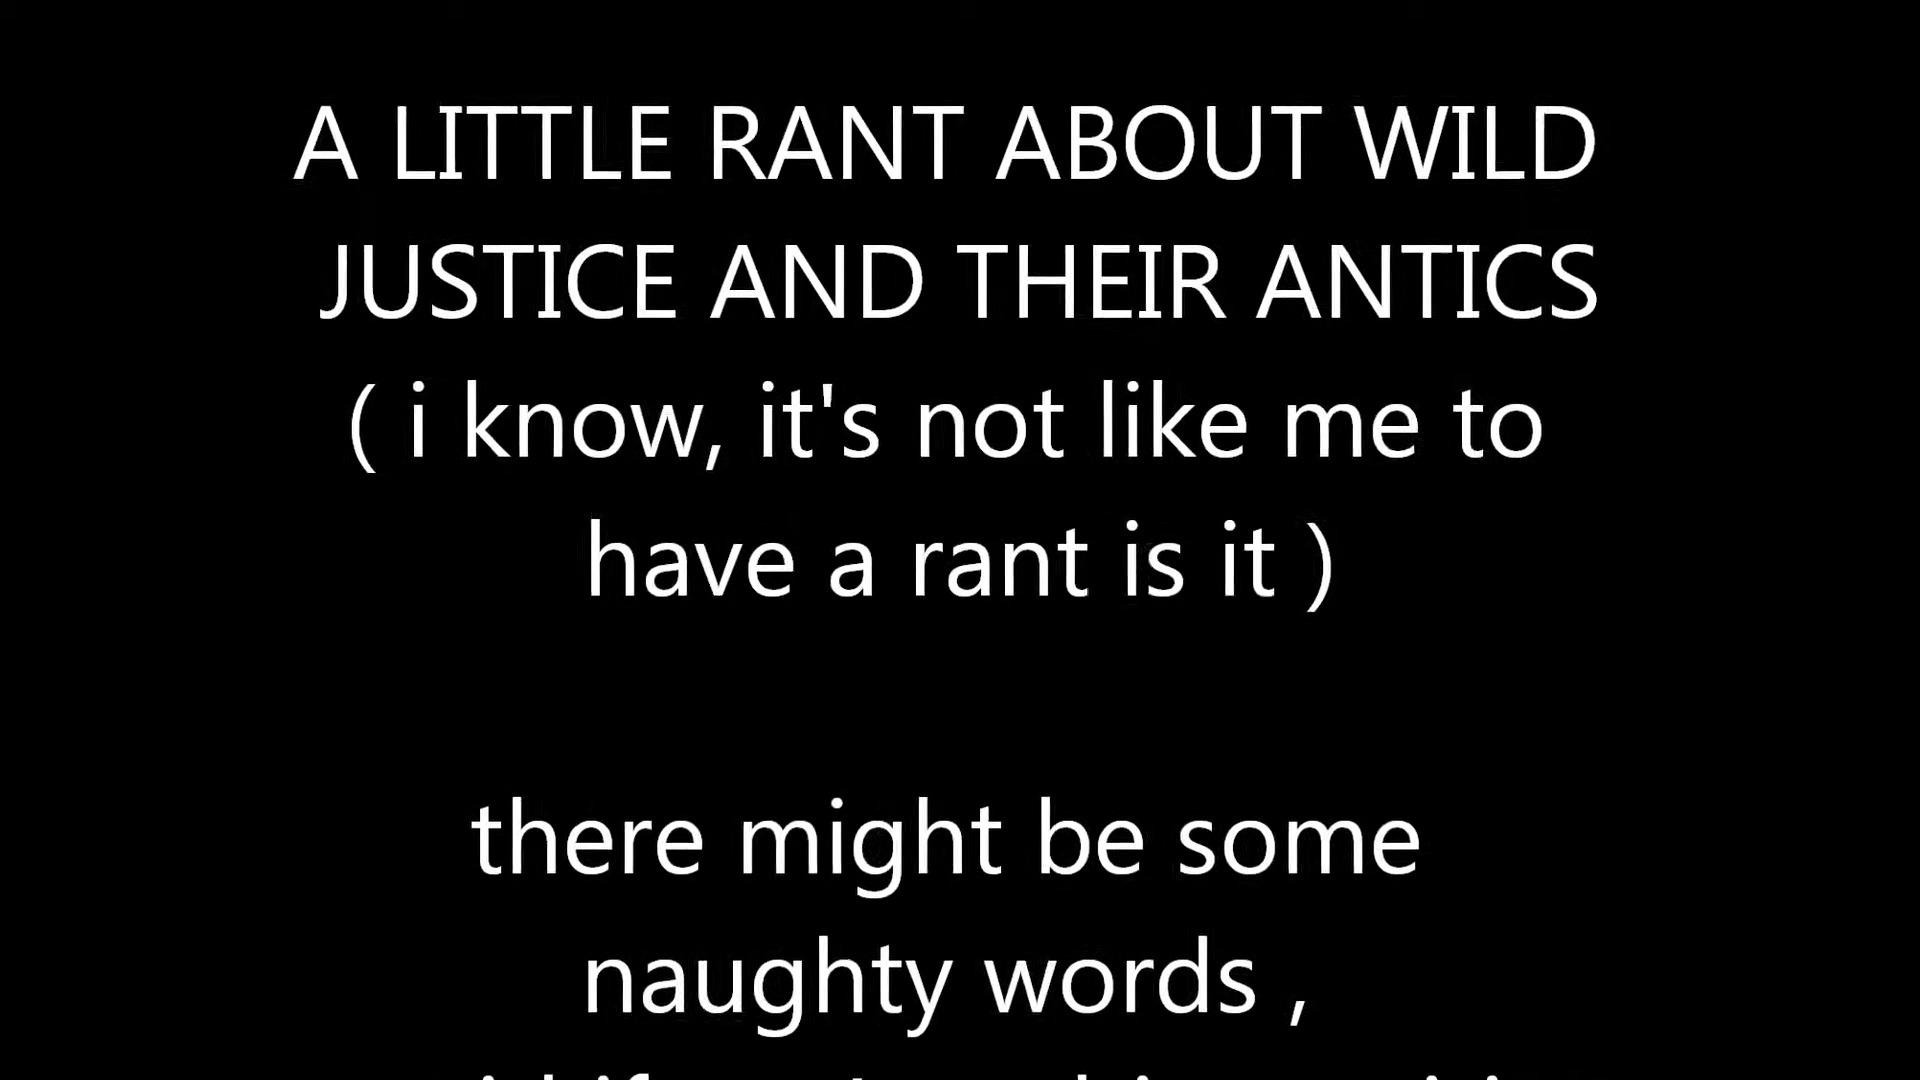 A LITTLE RANT ABOUT WILD
JUSTICE AND THEIR ANTICS
( i know, it's not like me to
have a rant is it )
there might be some
naughty words ,